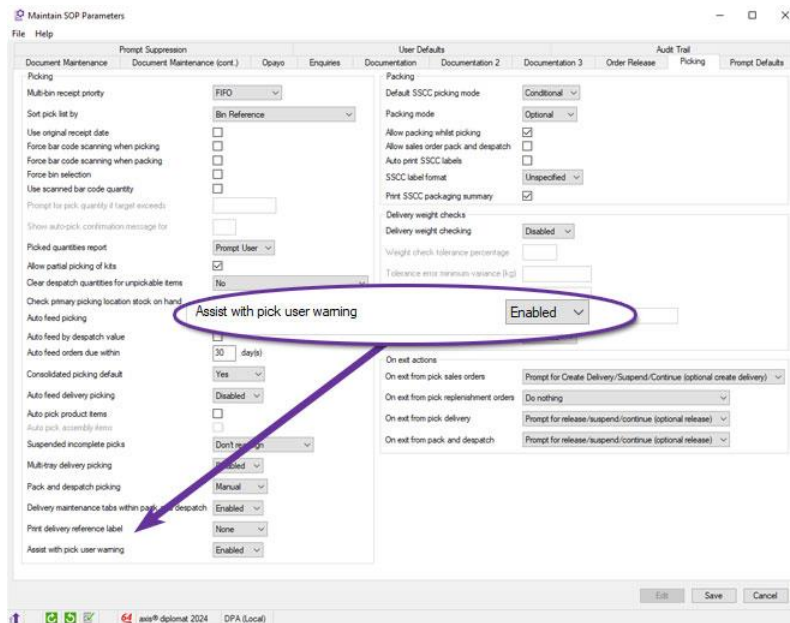 Maintain SOP Parameters
File Help
Prompt Suppression User Defaults Audit Trail
Document Maintenance Document Maintenance (cont.) Opayo Enquiries Documentation Documentation 2 Documentation 3 Order Release Picking Prompt Defaults
Picking
Multi-bin receipt priority FIFO
Sort pick list by Bin Reference
Use original receipt date
Force bar code scanning when picking
Force bar code scanning when packing
Force bin selection
Use scanned bar code quantity
Prompt for pick quantity if target exceeds
Show auto-pick confirmation message for
Picked quantities report Prompt User
Allow partial picking of kits
Clear despatch quantities for unpickable items No
Check primary picking location stock on hand
Assist with pick user warning Enabled
Auto feed picking
Auto feed by despatch value
Auto feed orders due within 30 day(s)
Consolidated picking default Yes
Auto feed delivery picking Disabled
Auto pick product items
Auto pick assembly items
Suspended incomplete picks
Multi-tray delivery picking
Pack and despatch picking Manual
Delivery maintenance tabs within despatch Enabled
Print delivery reference label None
Assist with pick user warning Enabled
Packing
Default SSCC picking mode Conditional
Packing mode Optional
Allow packing whilst picking
Allow sales order pack and despatch
Auto print SSCC labels
SSCC label format Unspecified
Print SSCC packaging summary
Delivery weight checks
Delivery weight checking Disabled
Weight check tolerance percentage
Tolerance errs minimum variance (kg)
On exit actions
On exit from pick sales orders Prompt for Create Delivery/Suspend/Continue (optional create delivery)
On exit from pick replenishment orders Do nothing
On exit from pick delivery Prompt for release/suspend/continue (optional release)
On exit from pack and despatch Prompt for release/suspend/continue (optional release)
Edit Save Cancel
64 axis® diplomat 2024 DPA (Local)